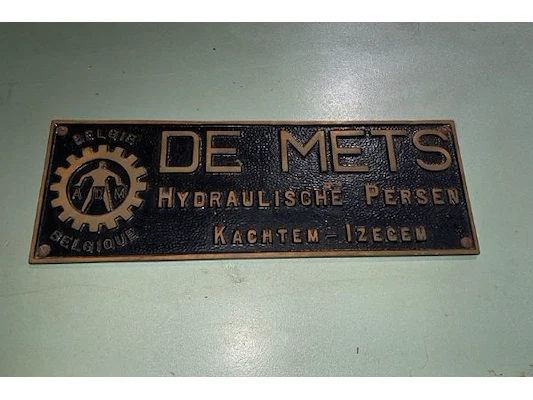 BELGIE
DE METS
A D M
HYDRAULISCHE PERSEN
BELGIQUE
KACHTEM - IZEGEM